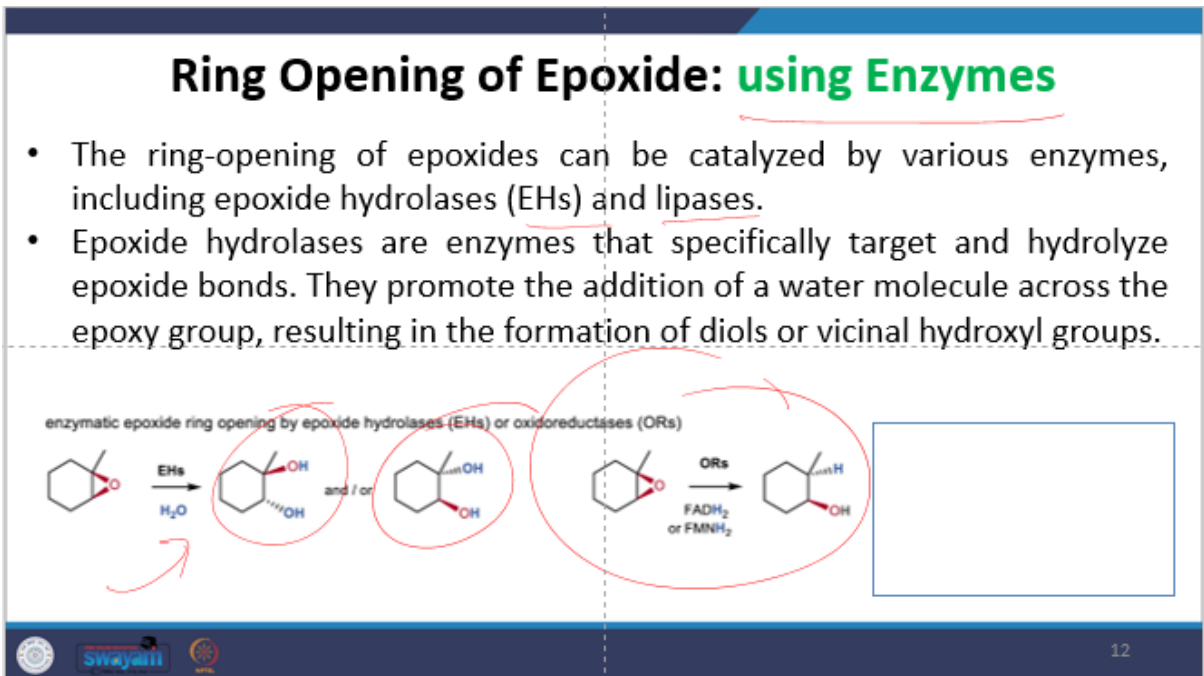 Ring Opening of Epoxide: using Enzymes
• The ring-opening of epoxides can be catalyzed by various enzymes,
including epoxide hydrolases (EHs) and lipases.
• Epoxide hydrolases are enzymes that specifically target and hydrolyze
epoxide bonds. They promote the addition of a water molecule across the
epoxy group, resulting in the formation of diols or vicinal hydroxyl groups.
enzymatic epoxide ring opening by epoxide hydrolases (EHs) or oxidoreductases (ORs)
O
EHs
H₂O
OH
OH
and / or
OH
OH
O
ORs
FADH₂
or FMNH₂
H
OH
swayam
12